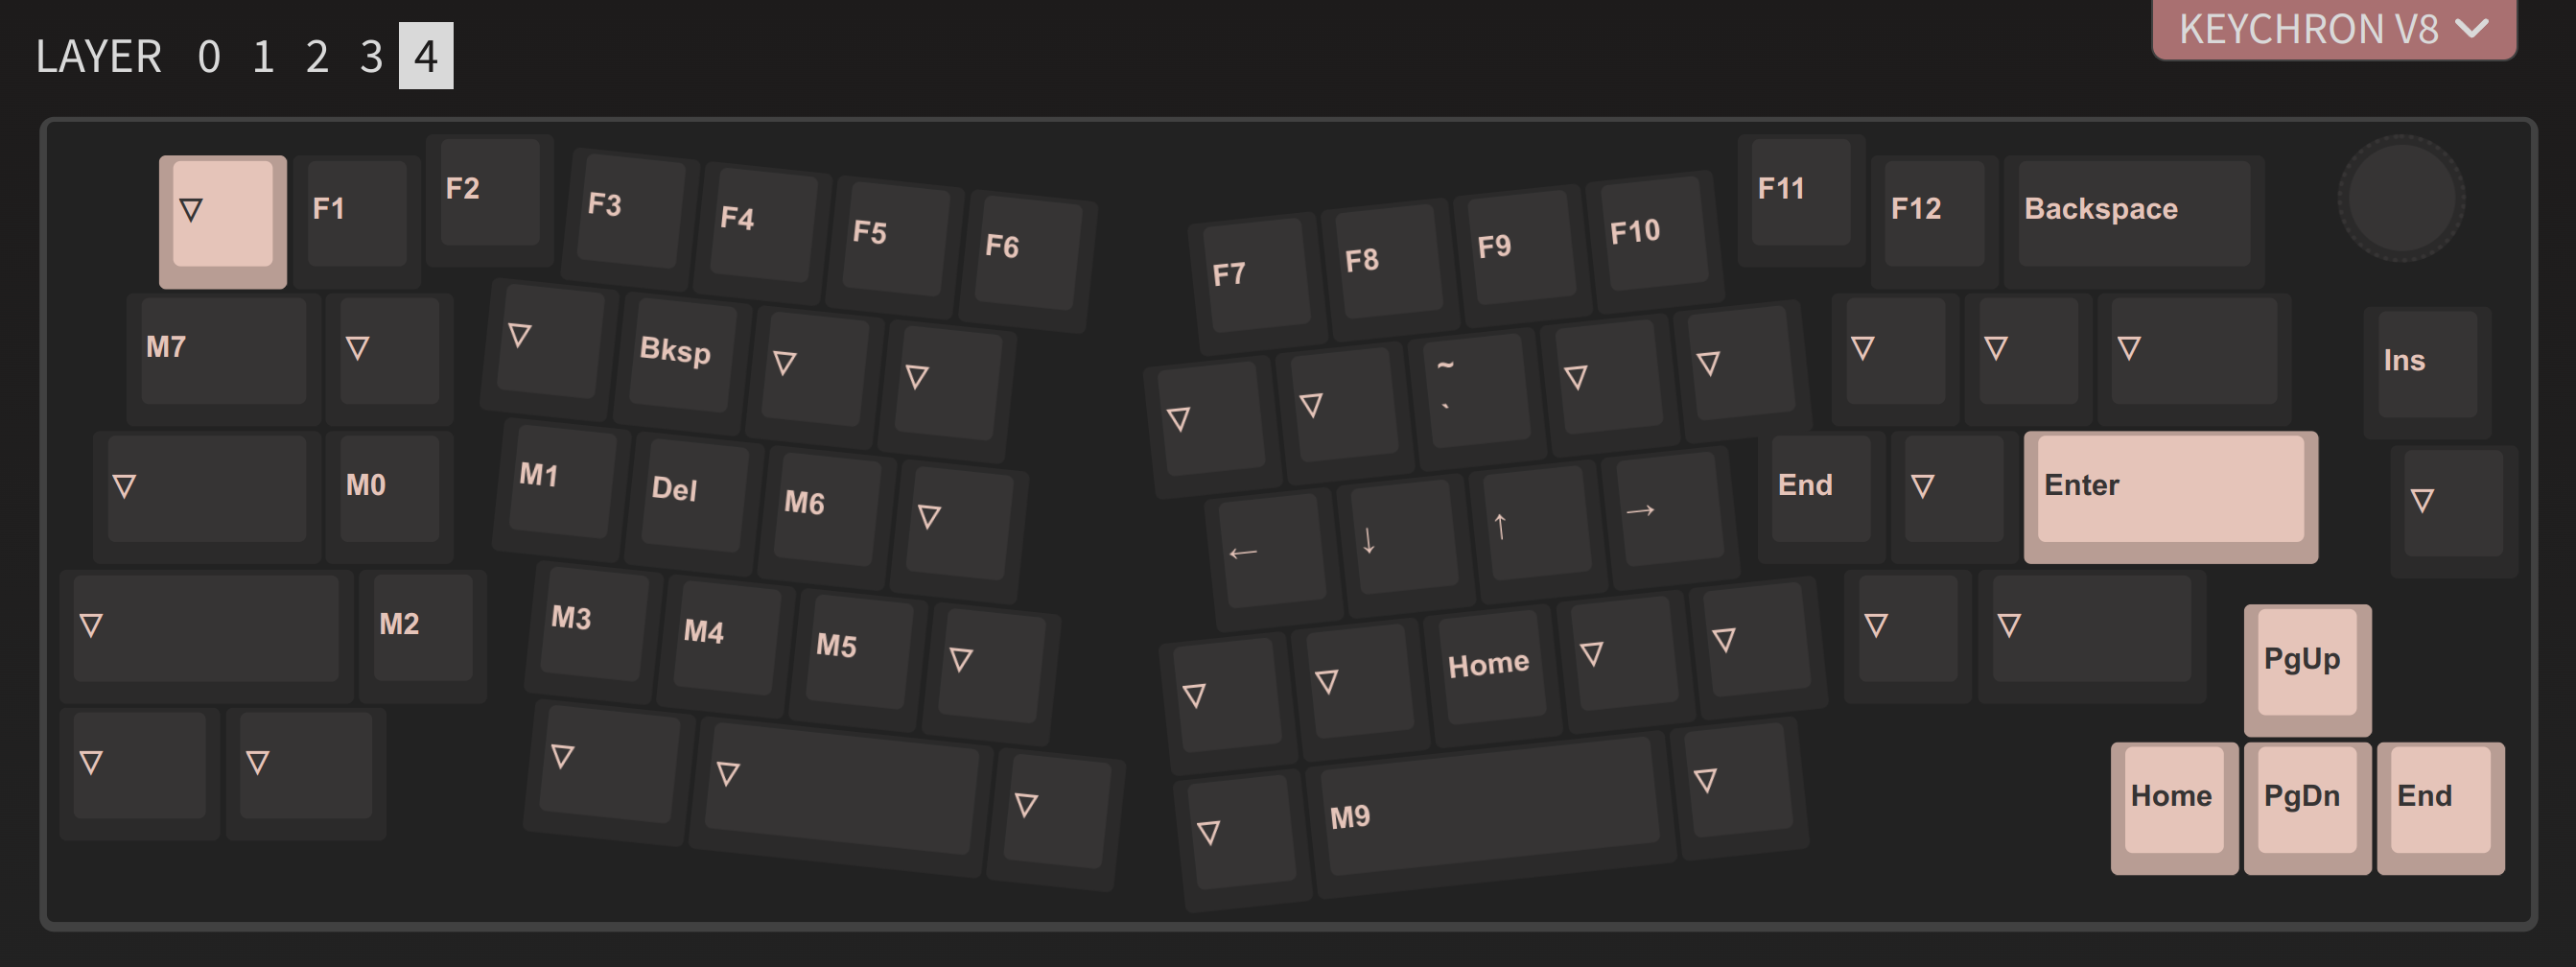 LAYER 0 1 2 3 4
KEYCHRON V8
▽ F1 F2 F3 F4 F5 F6 F7 F8 F9 F10 F11 F12 Backspace
M7 ▽ ▽ Bksp ▽ ▽ ▽ ▽ ~ ` ▽ ▽ ▽ ▽ ▽ Ins
▽ M0 M1 Del M6 ▽ ← ↓ ↑ → End ▽ Enter ▽
▽ M2 M3 M4 M5 ▽ ▽ ▽ Home ▽ ▽ ▽ ▽ PgUp
▽ ▽ ▽ ▽ ▽ ▽ M9 ▽ Home PgDn End